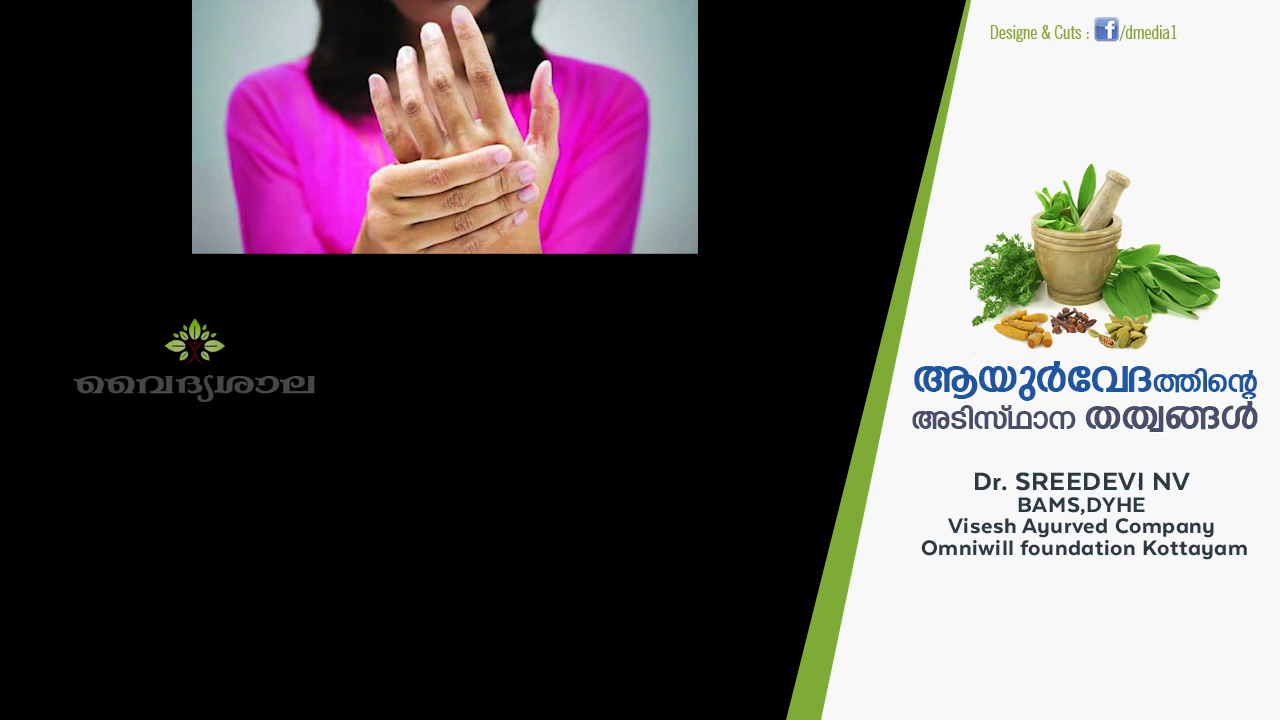 Designe & Cuts : f/dmedia1
വൈദ്യശാല
ആയുർവേദത്തിന്റെ
അടിസ്ഥാന തത്വങ്ങൾ
Dr. SREEDEVI NV
BAMS,DYHE
Visesh Ayurved Company
Omniwill foundation Kottayam